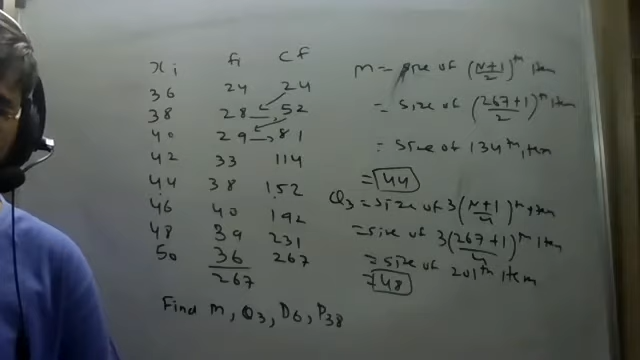 xi fi cf
36 24 24
38 28 52
40 29 81
42 33 114
44 38 152
46 40 192
48 39 231
50 36 267
267
Find M, Q3, D6, P38
M = size of (N+1/2)th item
= size of (267+1/2)th item
= size of 134th item
= 44
Q3 = size of 3(N+1/4)th item
= size of 3(267+1/4)th item
= size of 201th item
= 48